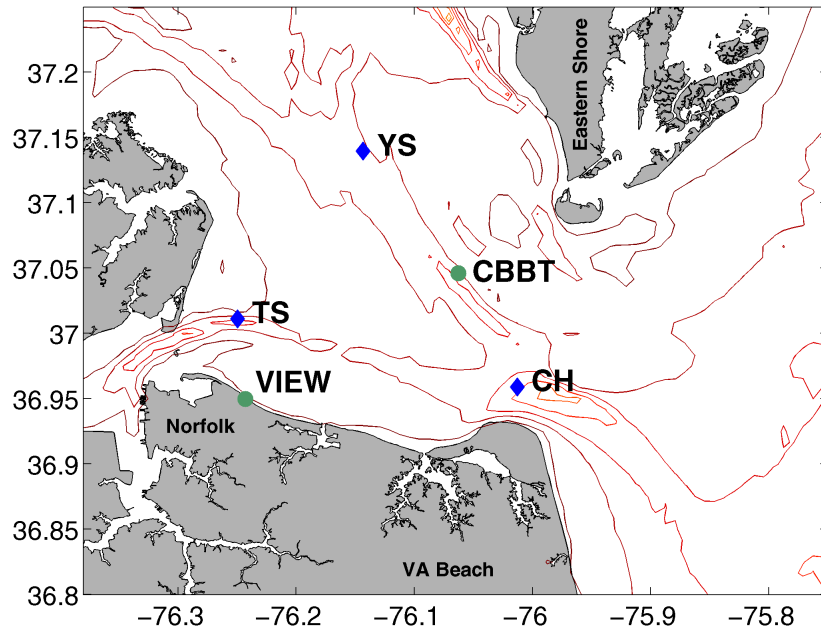 37.2
37.15
37.1
37.05
37
36.95
36.9
36.85
36.8
Eastern Shore
YS
CBBT
TS
CH
VIEW
Norfolk
VA Beach
−76.3
−76.2
−76.1
−76
−75.9
−75.8